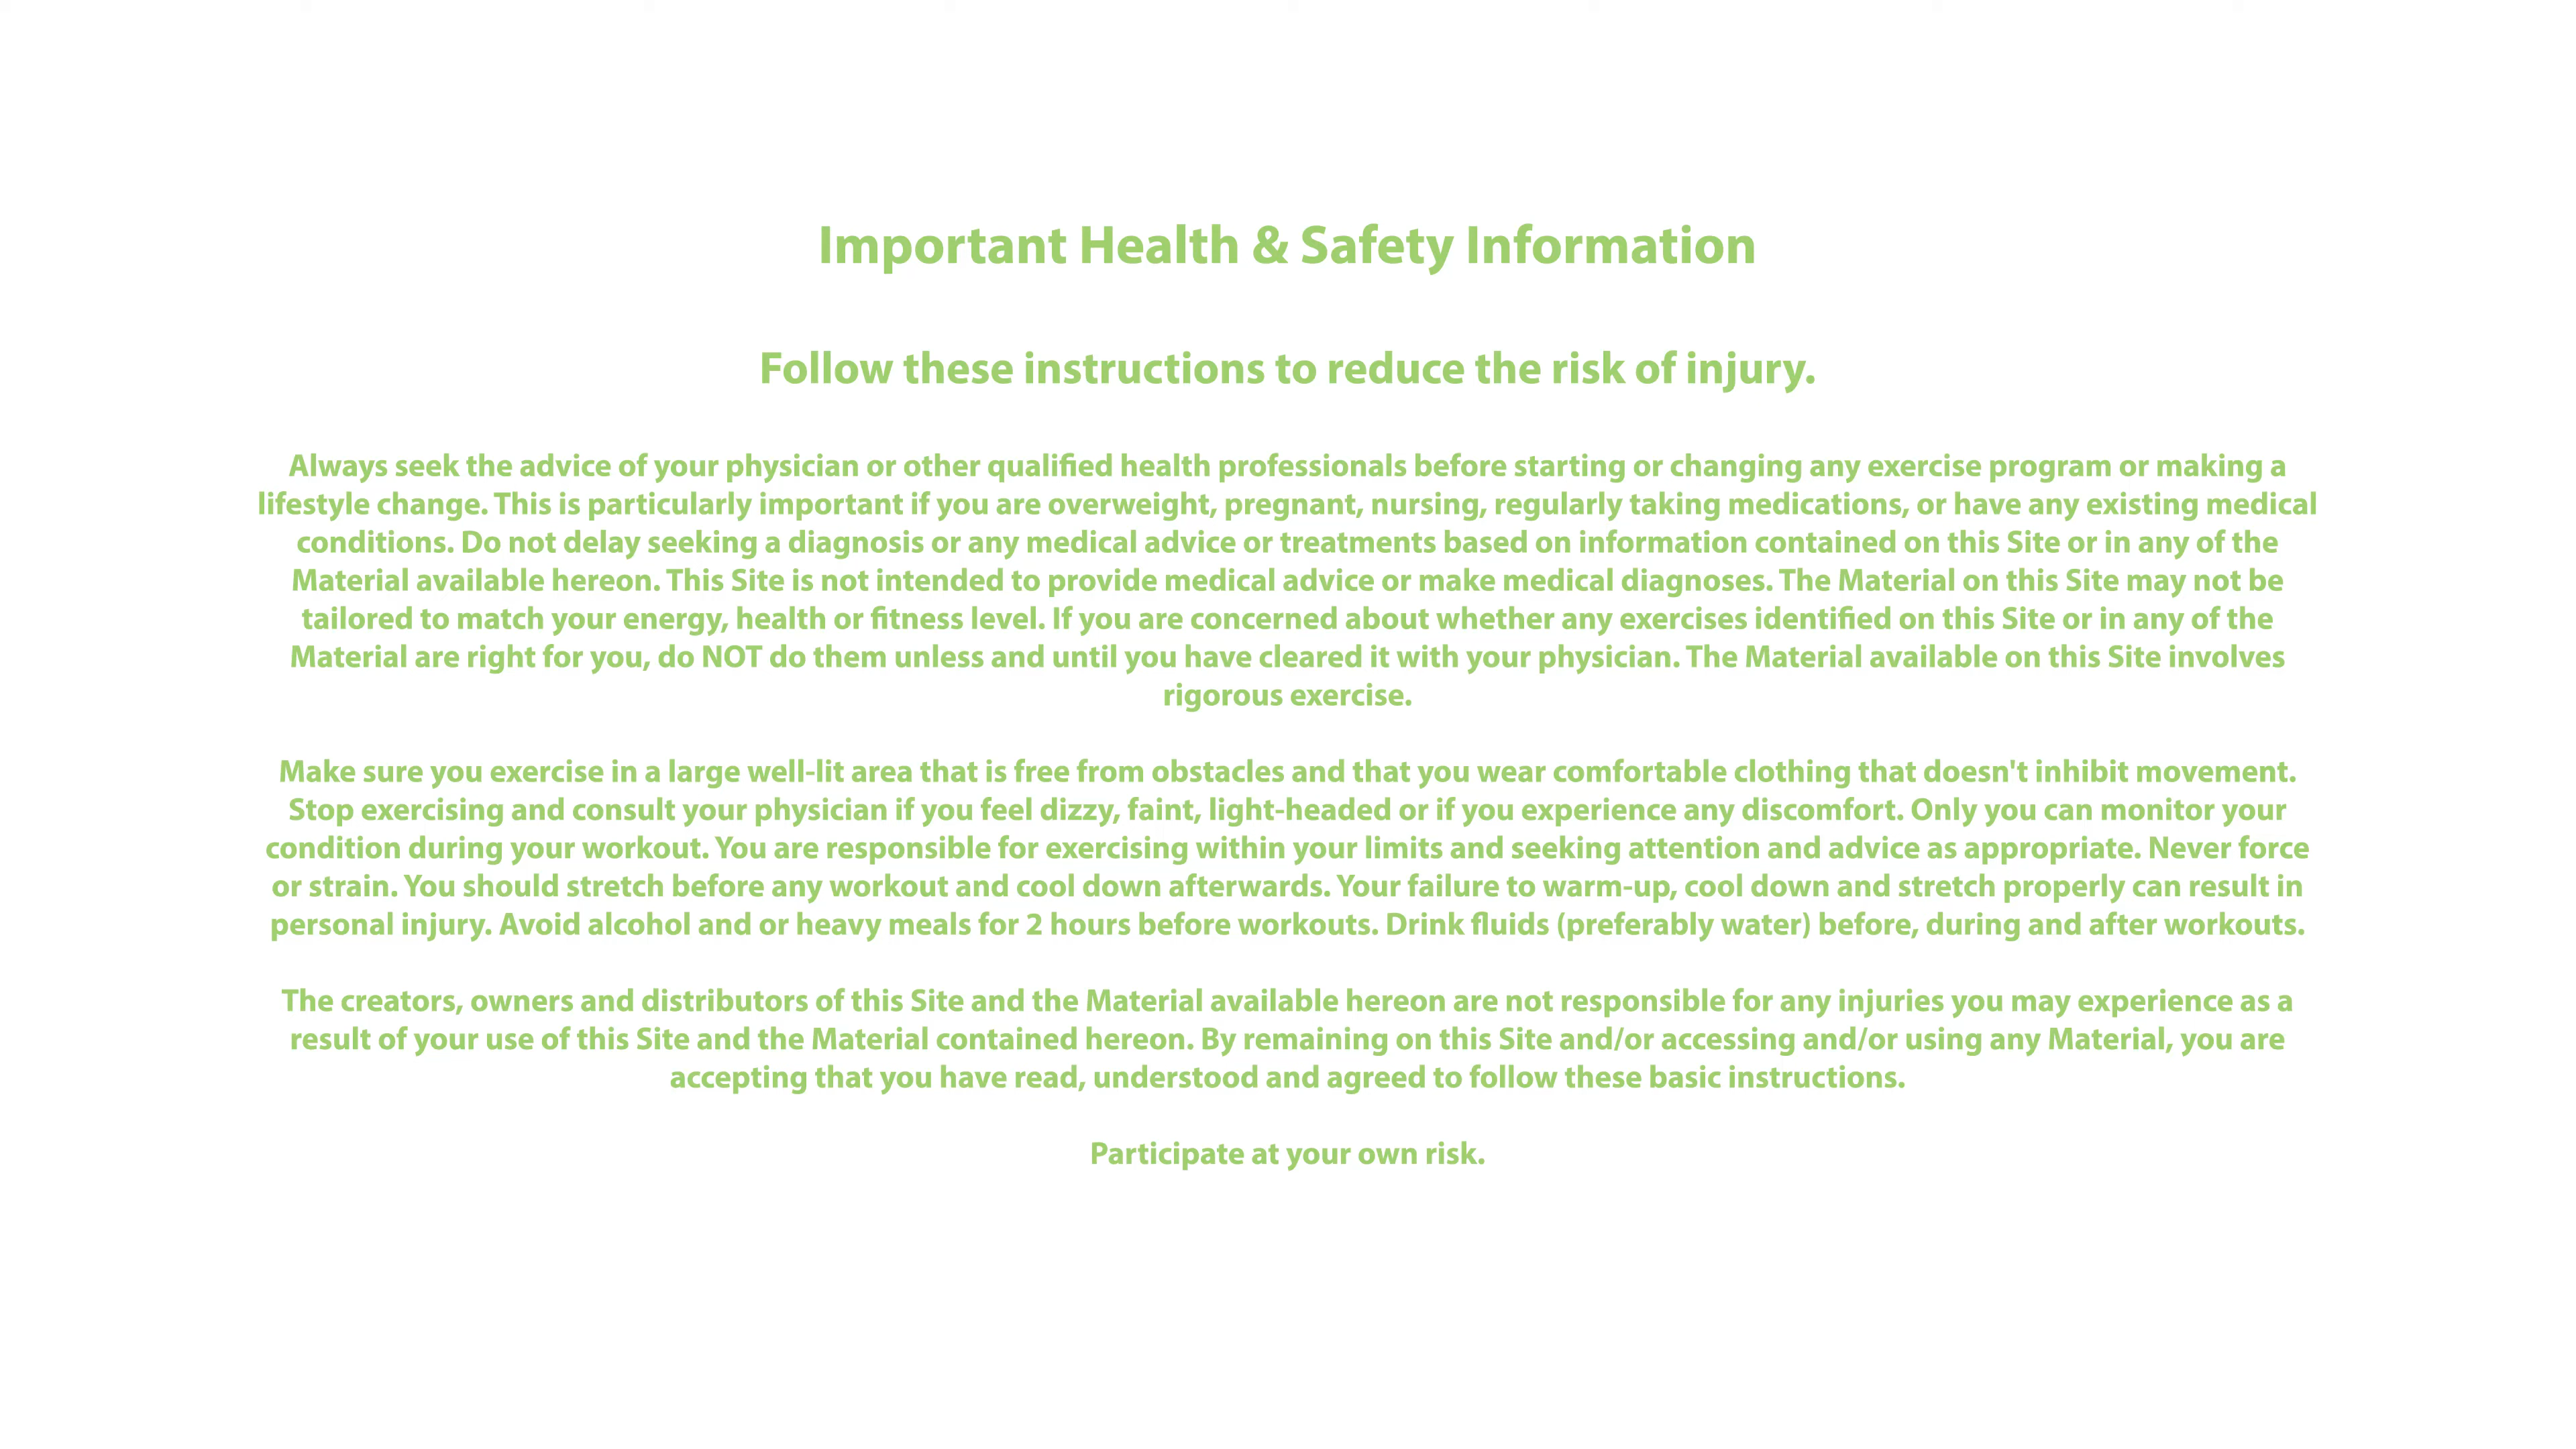 Important Health & Safety Information
Follow these instructions to reduce the risk of injury.
Always seek the advice of your physician or other qualified health professionals before starting or changing any exercise program or making a
lifestyle change. This is particularly important if you are overweight, pregnant, nursing, regularly taking medications, or have any existing medical
conditions. Do not delay seeking a diagnosis or any medical advice or treatments based on information contained on this Site or in any of the
Material available hereon. This Site is not intended to provide medical advice or make medical diagnoses. The Material on this Site may not be
tailored to match your energy, health or fitness level. If you are concerned about whether any exercises identified on this Site or in any of the
Material are right for you, do NOT do them unless and until you have cleared it with your physician. The Material available on this Site involves
rigorous exercise.
Make sure you exercise in a large well-lit area that is free from obstacles and that you wear comfortable clothing that doesn't inhibit movement.
Stop exercising and consult your physician if you feel dizzy, faint, light-headed or if you experience any discomfort. Only you can monitor your
condition during your workout. You are responsible for exercising within your limits and seeking attention and advice as appropriate. Never force
or strain. You should stretch before any workout and cool down afterwards. Your failure to warm-up, cool down and stretch properly can result in
personal injury. Avoid alcohol and or heavy meals for 2 hours before workouts. Drink fluids (preferably water) before, during and after workouts.
The creators, owners and distributors of this Site and the Material available hereon are not responsible for any injuries you may experience as a
result of your use of this Site and the Material contained hereon. By remaining on this Site and/or accessing and/or using any Material, you are
accepting that you have read, understood and agreed to follow these basic instructions.
Participate at your own risk.